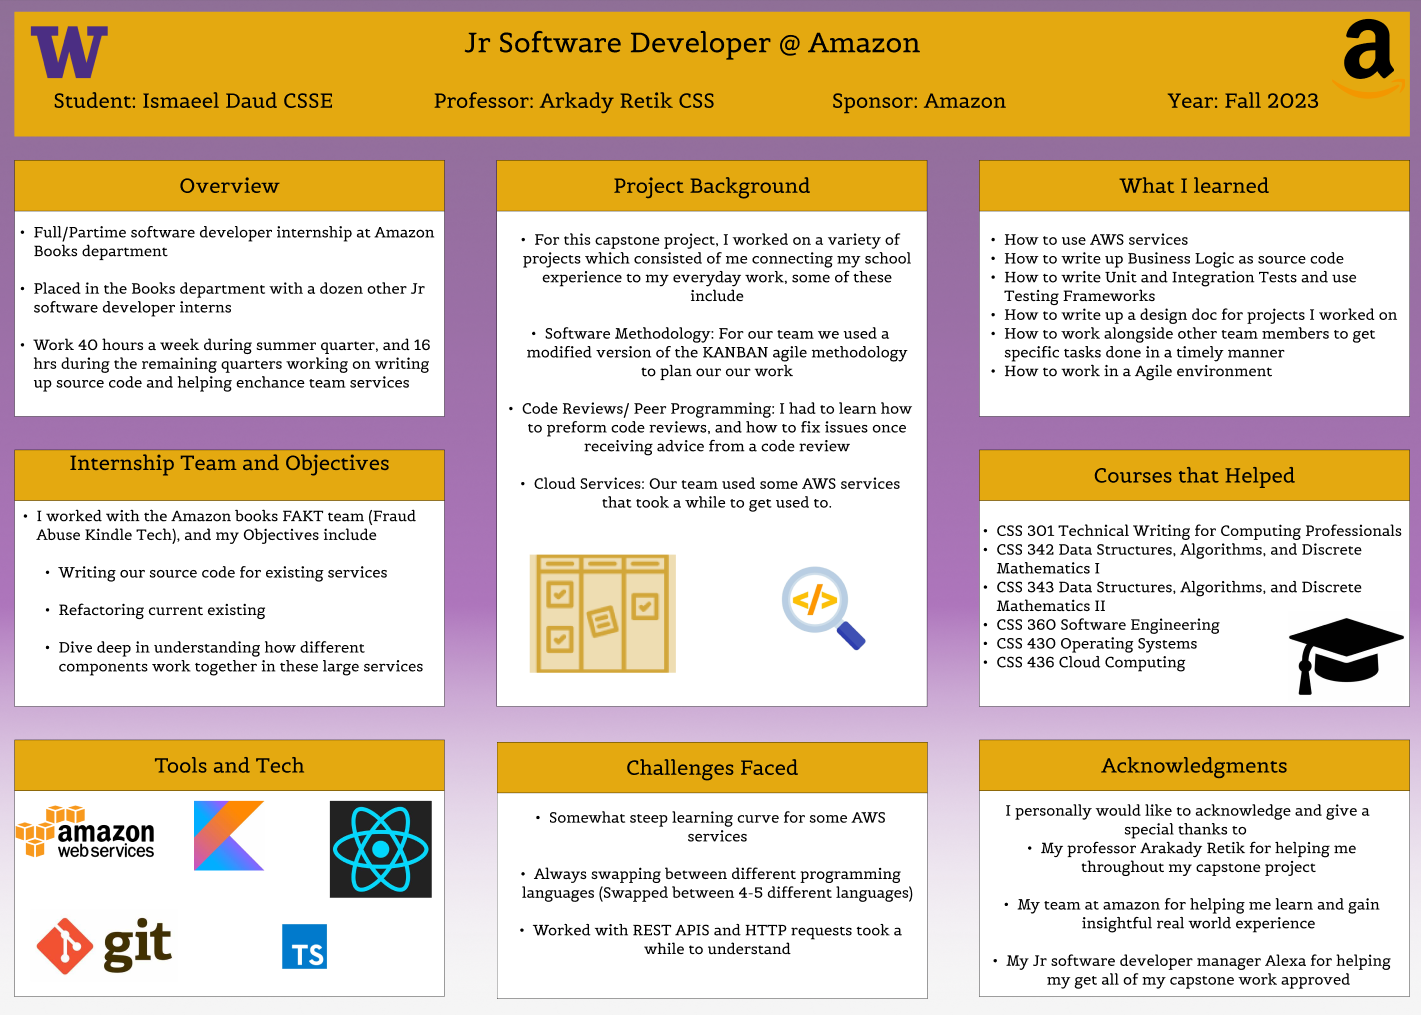 W
Jr Software Developer @ Amazon
a
Student: Ismaeel Daud CSSE
Professor: Arkady Retik CSS
Sponsor: Amazon
Year: Fall 2023
Overview
• Full/Partime software developer internship at Amazon
Books department
• Placed in the Books department with a dozen other Jr
software developer interns
• Work 40 hours a week during summer quarter, and 16
hrs during the remaining quarters working on writing
up source code and helping enchance team services
Internship Team and Objectives
• I worked with the Amazon books FAKT team (Fraud
Abuse Kindle Tech), and my Objectives include
• Writing our source code for existing services
• Refactoring current existing
• Dive deep in understanding how different
components work together in these large services
Tools and Tech
amazon
webservices
git
TS
Project Background
• For this capstone project, I worked on a variety of
projects which consisted of me connecting my school
experience to my everyday work, some of these
include
• Software Methodology: For our team we used a
modified version of the KANBAN agile methodology
to plan our our work
• Code Reviews/ Peer Programming: I had to learn how
to preform code reviews, and how to fix issues once
receiving advice from a code review
• Cloud Services: Our team used some AWS services
that took a while to get used to.
</>
Challenges Faced
• Somewhat steep learning curve for some AWS
services
• Always swapping between different programming
languages (Swapped between 4-5 different languages)
• Worked with REST APIS and HTTP requests took a
while to understand
What I learned
• How to use AWS services
• How to write up Business Logic as source code
• How to write Unit and Integration Tests and use
Testing Frameworks
• How to write up a design doc for projects I worked on
• How to work alongside other team members to get
specific tasks done in a timely manner
• How to work in a Agile environment
Courses that Helped
• CSS 301 Technical Writing for Computing Professionals
• CSS 342 Data Structures, Algorithms, and Discrete
Mathematics I
• CSS 343 Data Structures, Algorithms, and Discrete
Mathematics II
• CSS 360 Software Engineering
• CSS 430 Operating Systems
• CSS 436 Cloud Computing
Acknowledgments
I personally would like to acknowledge and give a
special thanks to
• My professor Arakady Retik for helping me
throughout my capstone project
• My team at amazon for helping me learn and gain
insightful real world experience
• My Jr software developer manager Alexa for helping
my get all of my capstone work approved